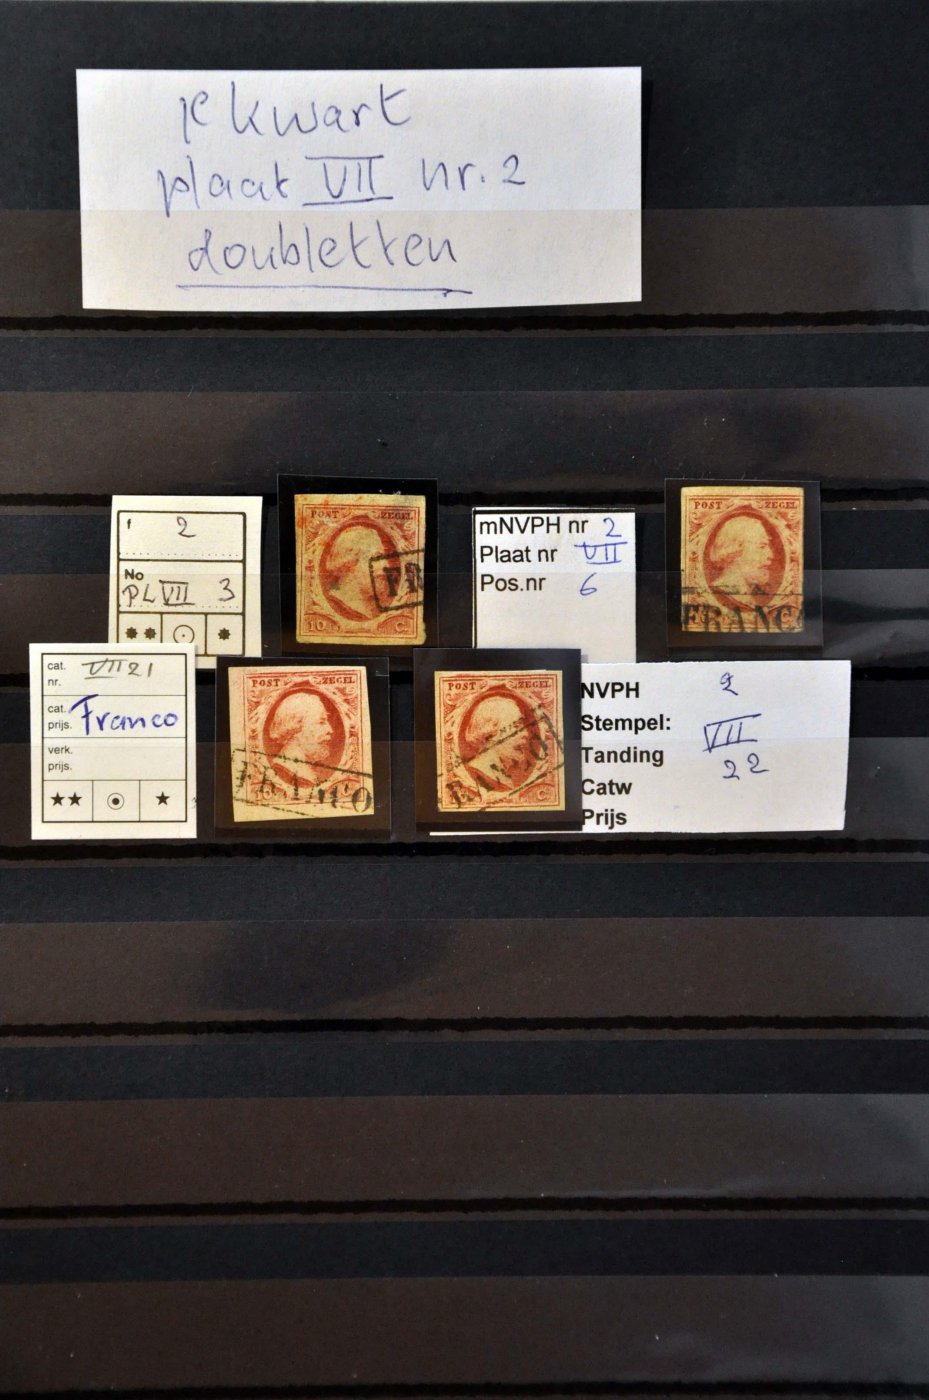 1e kwart
plaat VII nr. 2
doubletten
2
No
PL VII 3
POST ZEGEL
FR
10 C.
mNVPH nr 2
Plaat nr VII
Pos.nr 6
POST ZEGEL
FRANCO
cat. nr. VII 21
cat. prijs. Franco
verk. prijs.
POST ZEGEL
FRANCO
POST ZEGEL
FRANCO
C.
NVPH 2
Stempel:
Tanding VII
Catw 22
Prijs